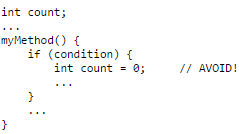 int count;
...
myMethod() {
    if (condition) {
        int count = 0;     // AVOID!
        ...
    }
    ...
}